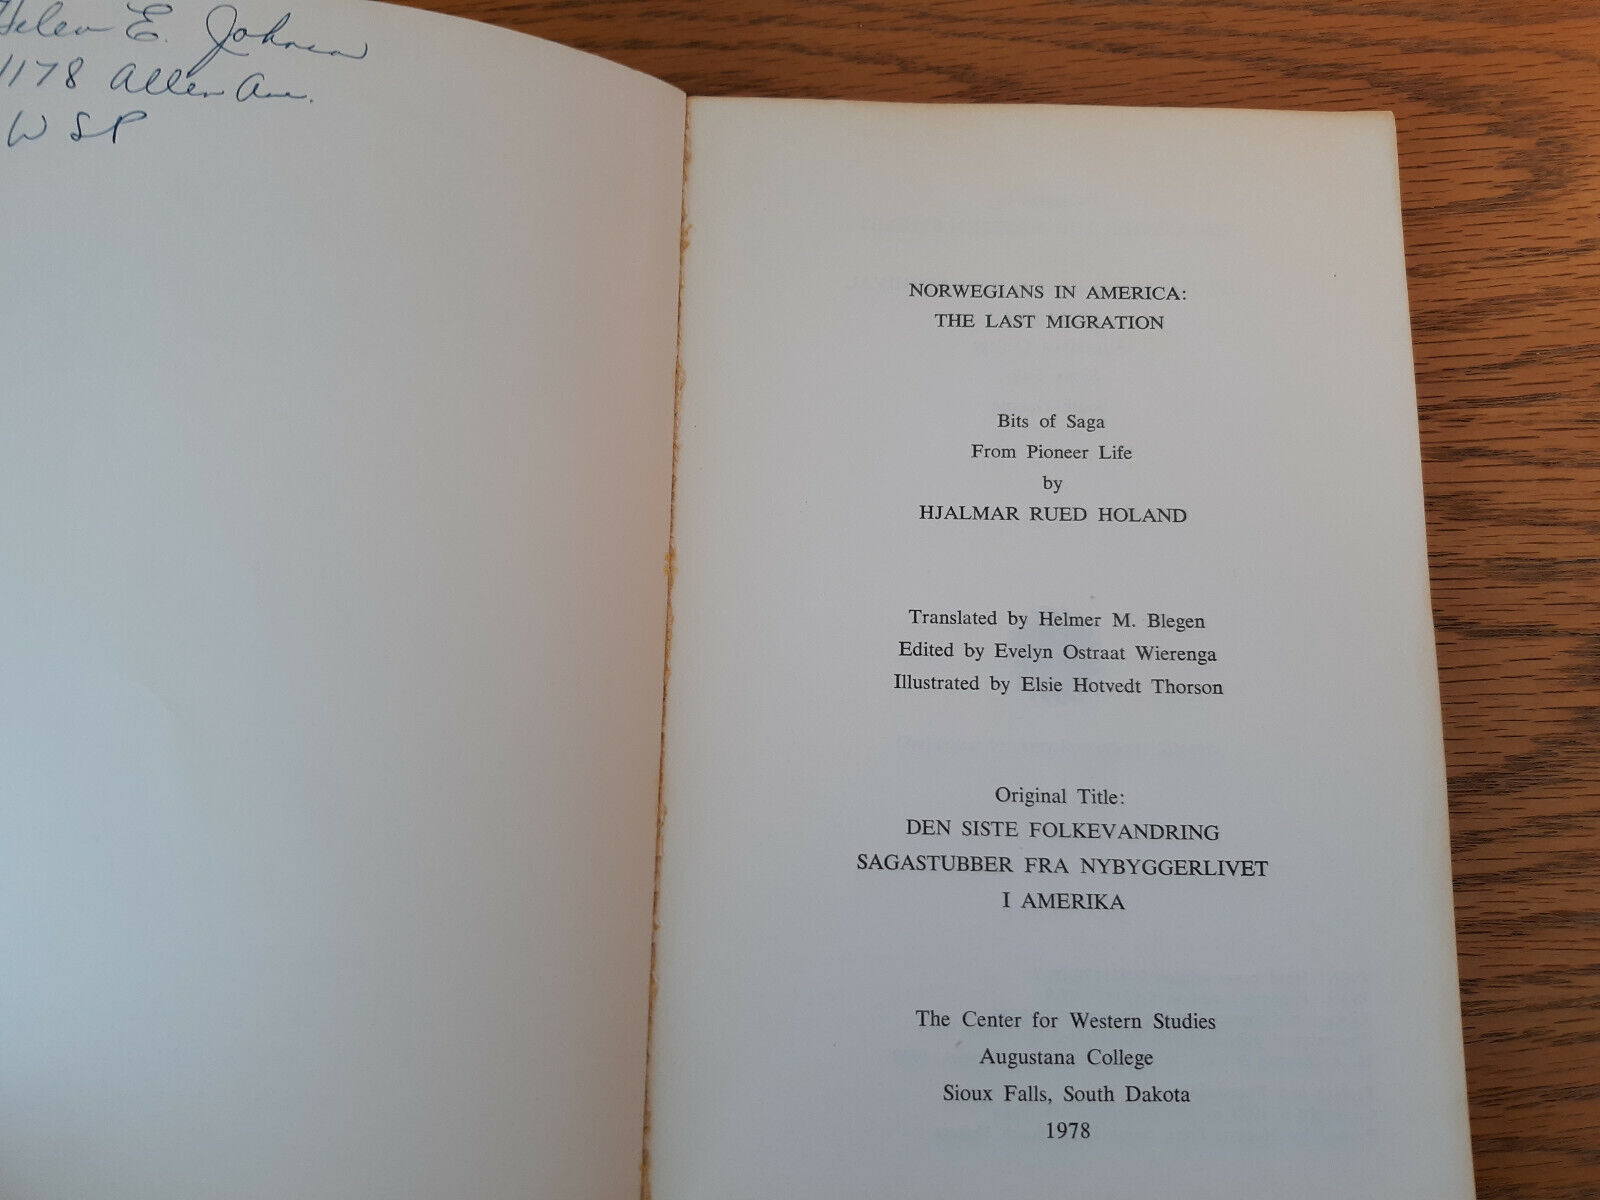 Helen E. Johnson
1178 Allen Ave.
WSP
NORWEGIANS IN AMERICA:
THE LAST MIGRATION
Bits of Saga
From Pioneer Life
by
HJALMAR RUED HOLAND
Translated by Helmer M. Blegen
Edited by Evelyn Ostraat Wierenga
Illustrated by Elsie Hotvedt Thorson
Original Title:
DEN SISTE FOLKEVANDRING
SAGASTUBBER FRA NYBYGGERLIVET
I AMERIKA
The Center for Western Studies
Augustana College
Sioux Falls, South Dakota
1978